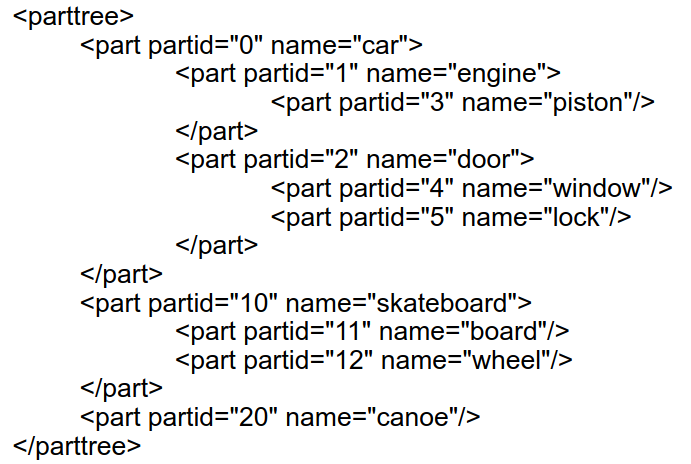 <parttree>
<part partid="0" name="car">
<part partid="1" name="engine">
<part partid="3" name="piston"/>
</part>
<part partid="2" name="door">
<part partid="4" name="window"/>
<part partid="5" name="lock"/>
</part>
</part>
<part partid="10" name="skateboard">
<part partid="11" name="board"/>
<part partid="12" name="wheel"/>
</part>
<part partid="20" name="canoe"/>
</parttree>